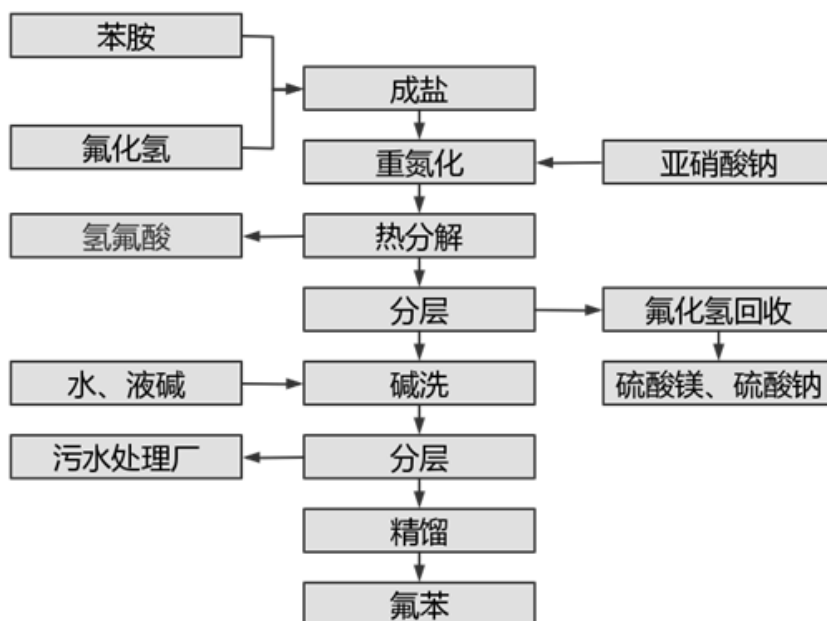 苯胺
成盐
氟化氢
重氮化
亚硝酸钠
氢氟酸
热分解
分层
氟化氢回收
水、液碱
碱洗
硫酸镁、硫酸钠
污水处理厂
分层
精馏
氟苯